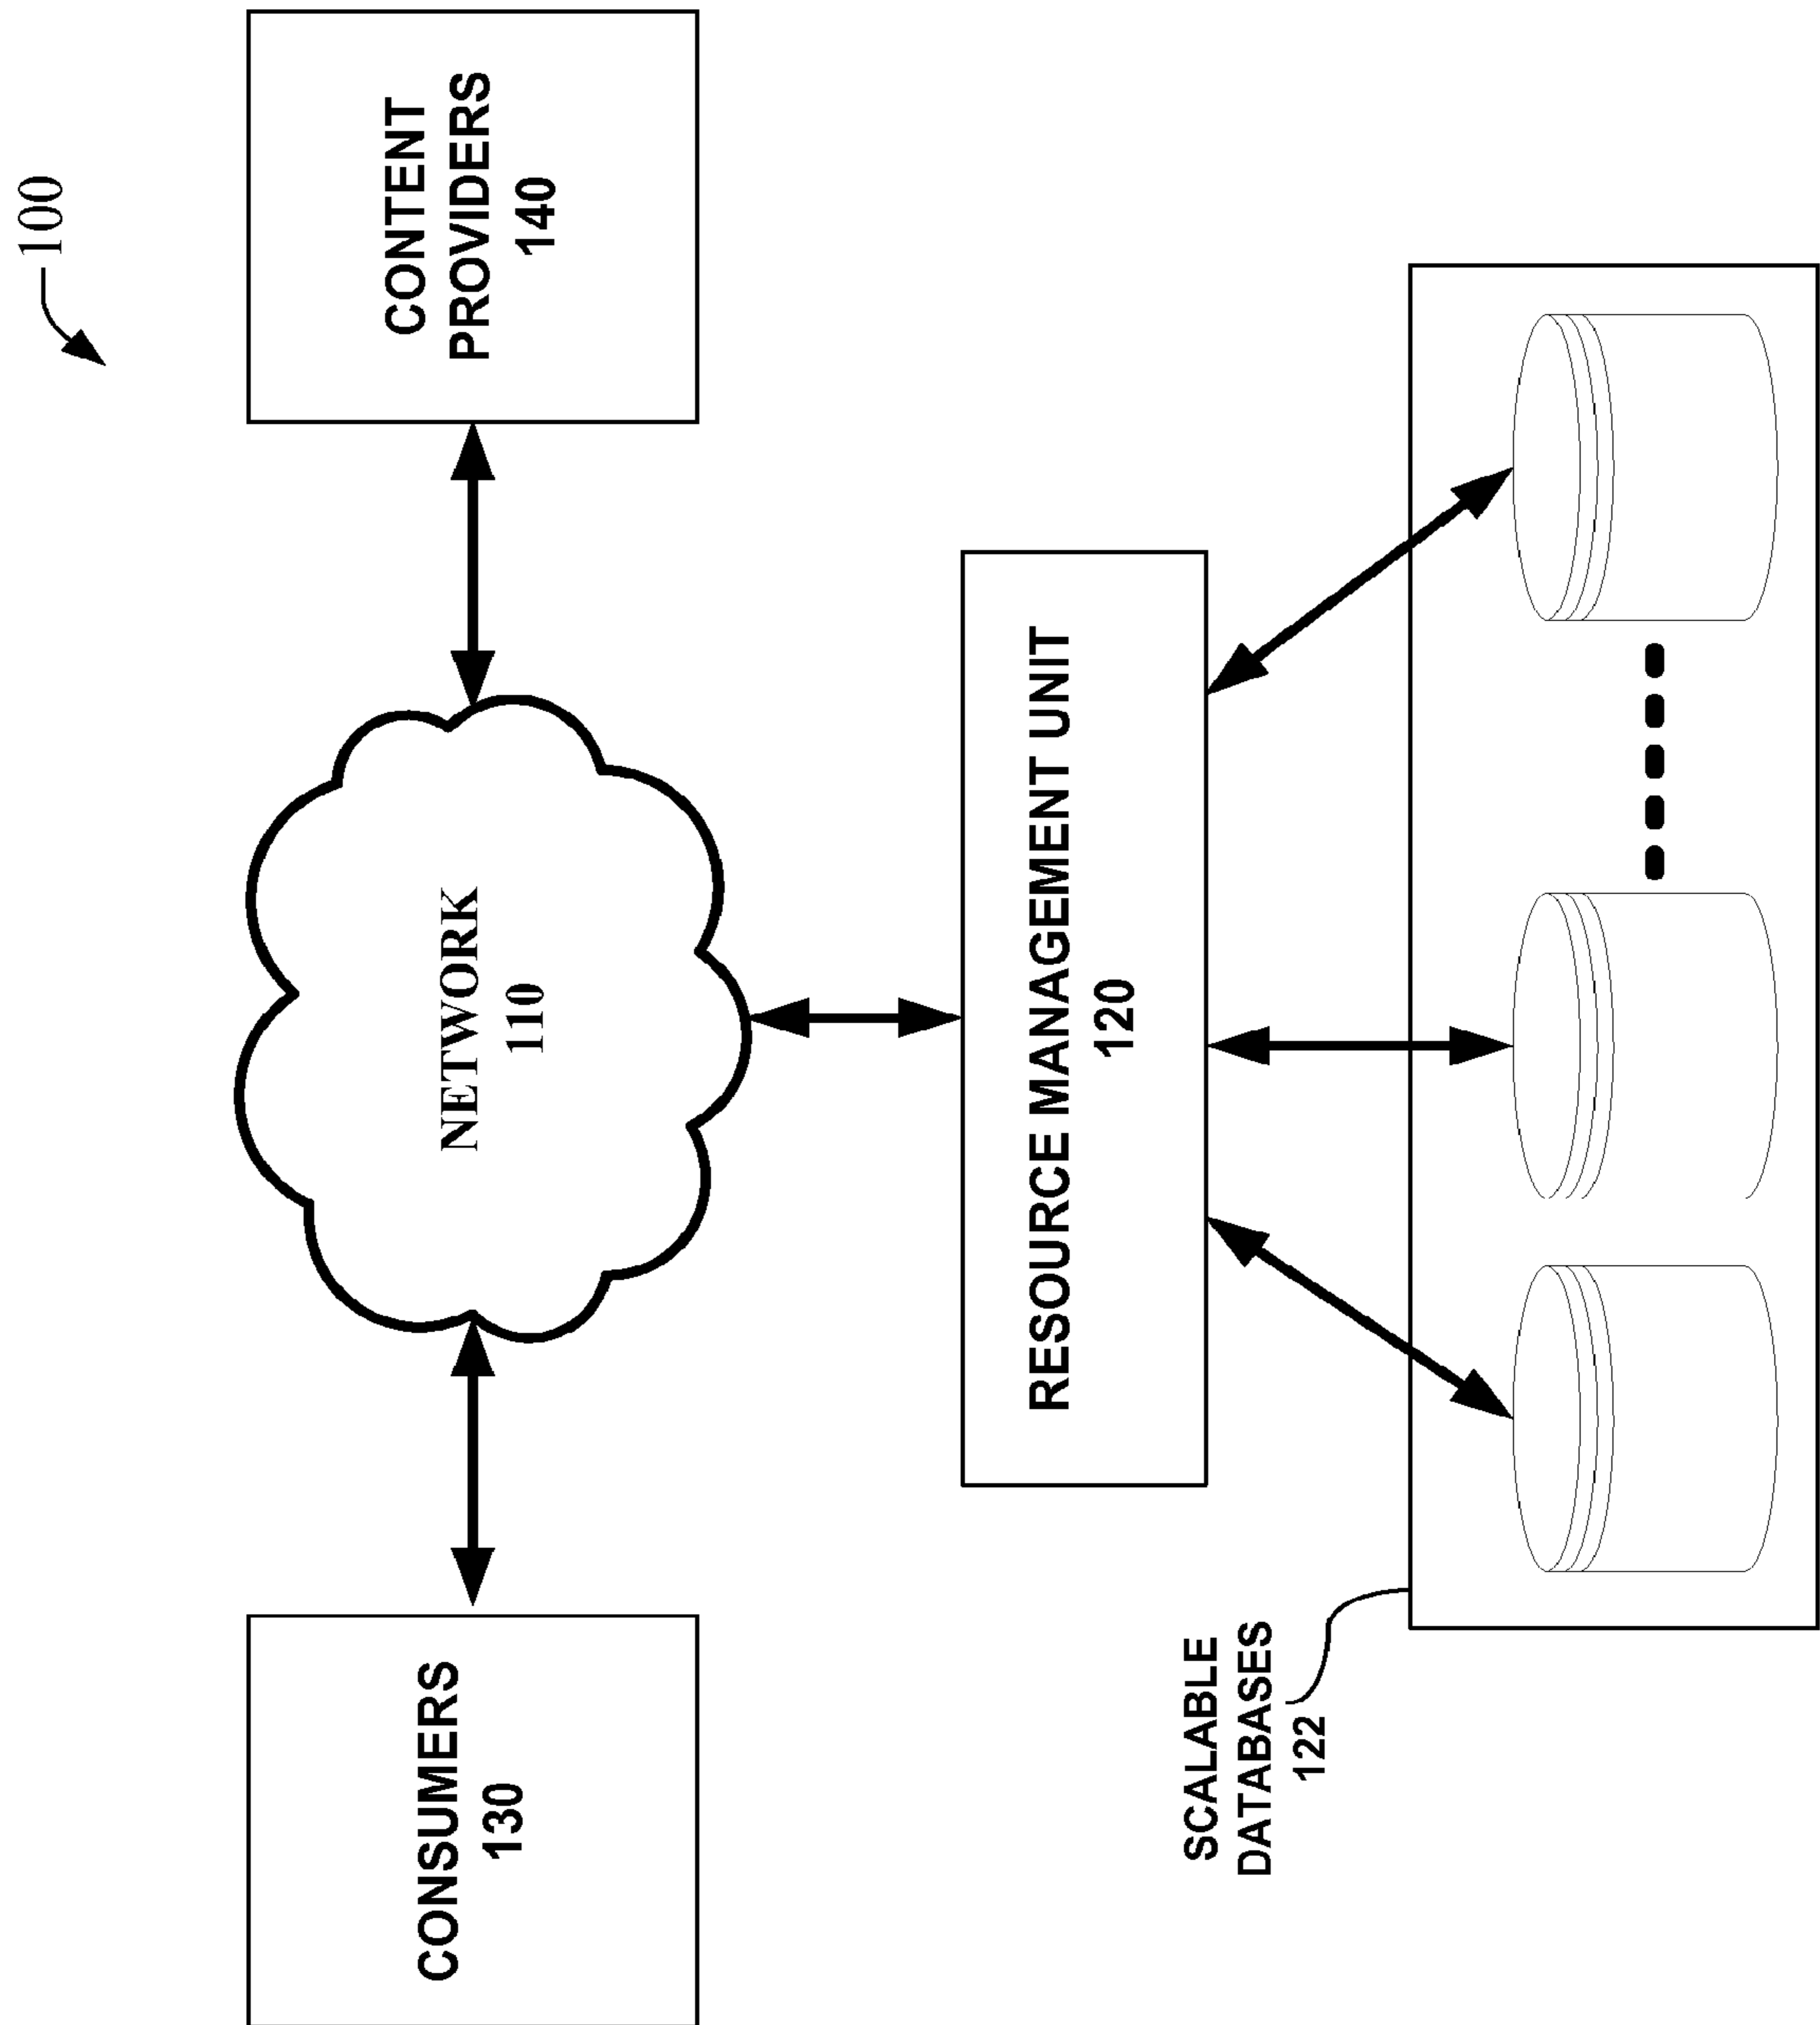 100
CONSUMERS
130
NETWORK
110
CONTENT
PROVIDERS
140
RESOURCE MANAGEMENT UNIT
120
SCALABLE
DATABASES
122